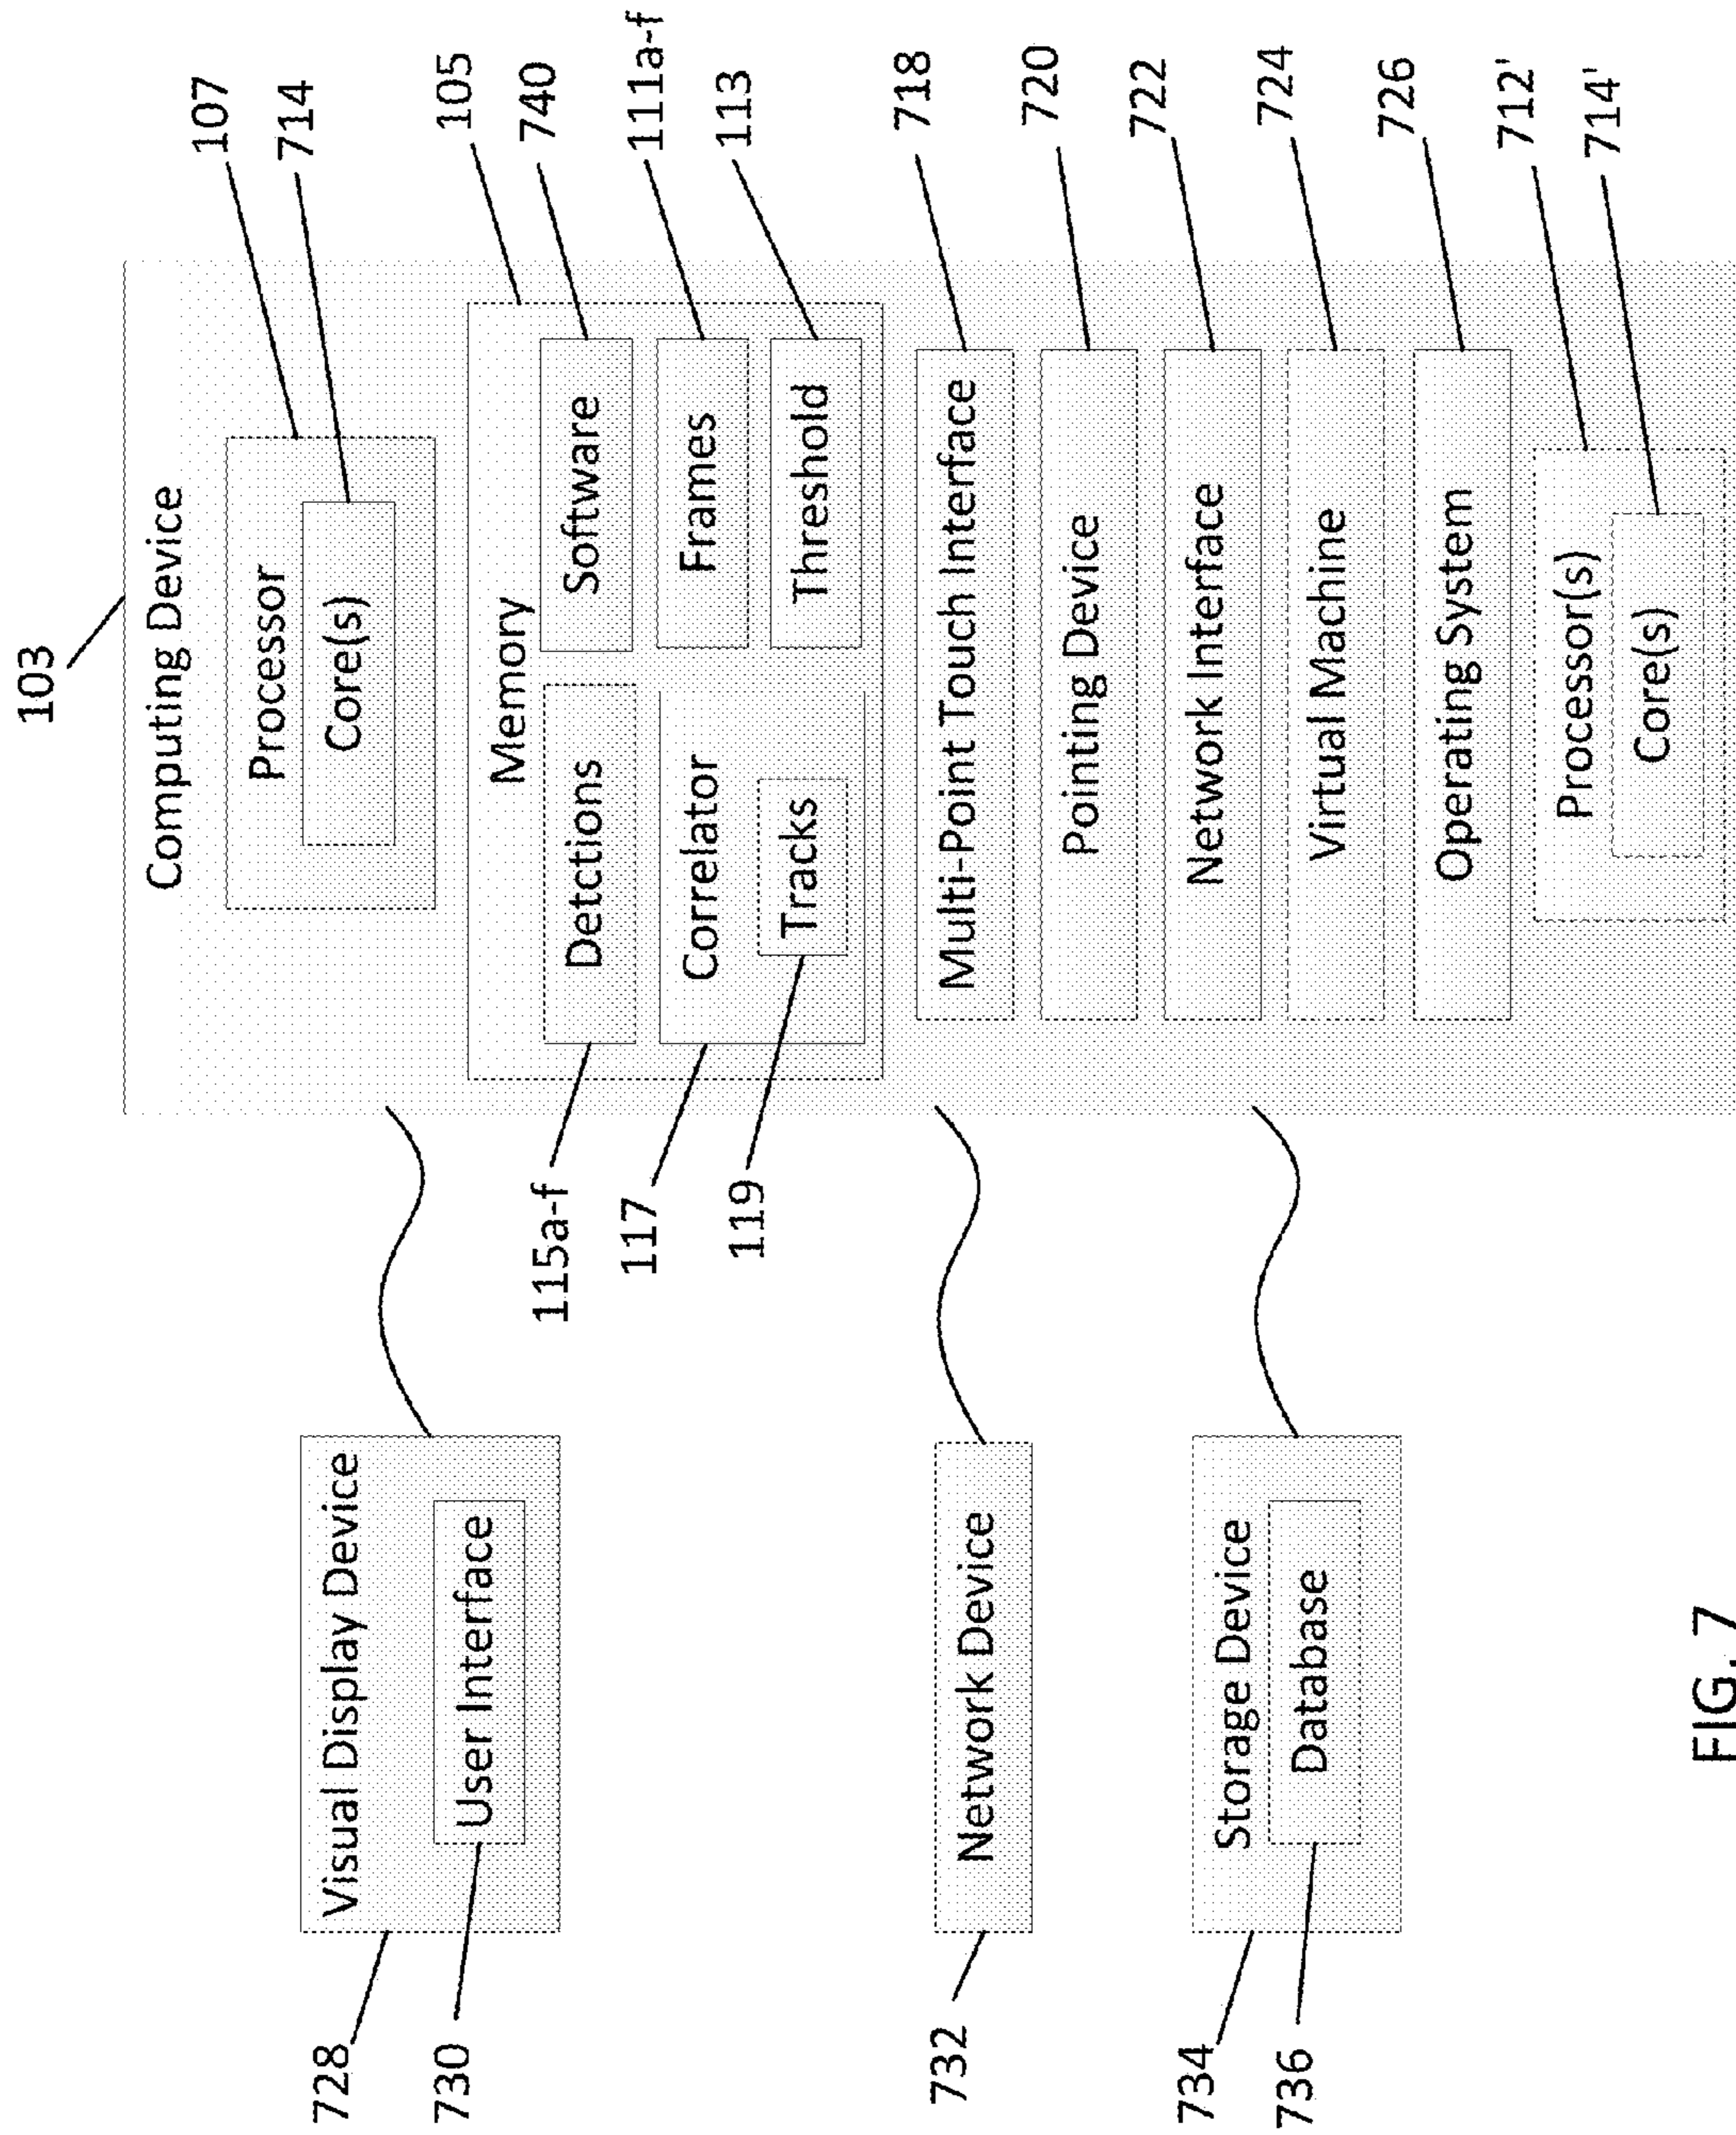 103
Computing Device
Processor
107
Core(s)
714
Memory
105
Detctions
Software
740
115a-f
Correlator
Frames
111a-f
117
Tracks
Threshold
113
119
Multi-Point Touch Interface
718
Pointing Device
720
Network Interface
722
Virtual Machine
724
Operating System
726
Processor(s)
712'
Core(s)
714'
Visual Display Device
728
User Interface
730
Network Device
732
Storage Device
734
Database
736
FIG. 7